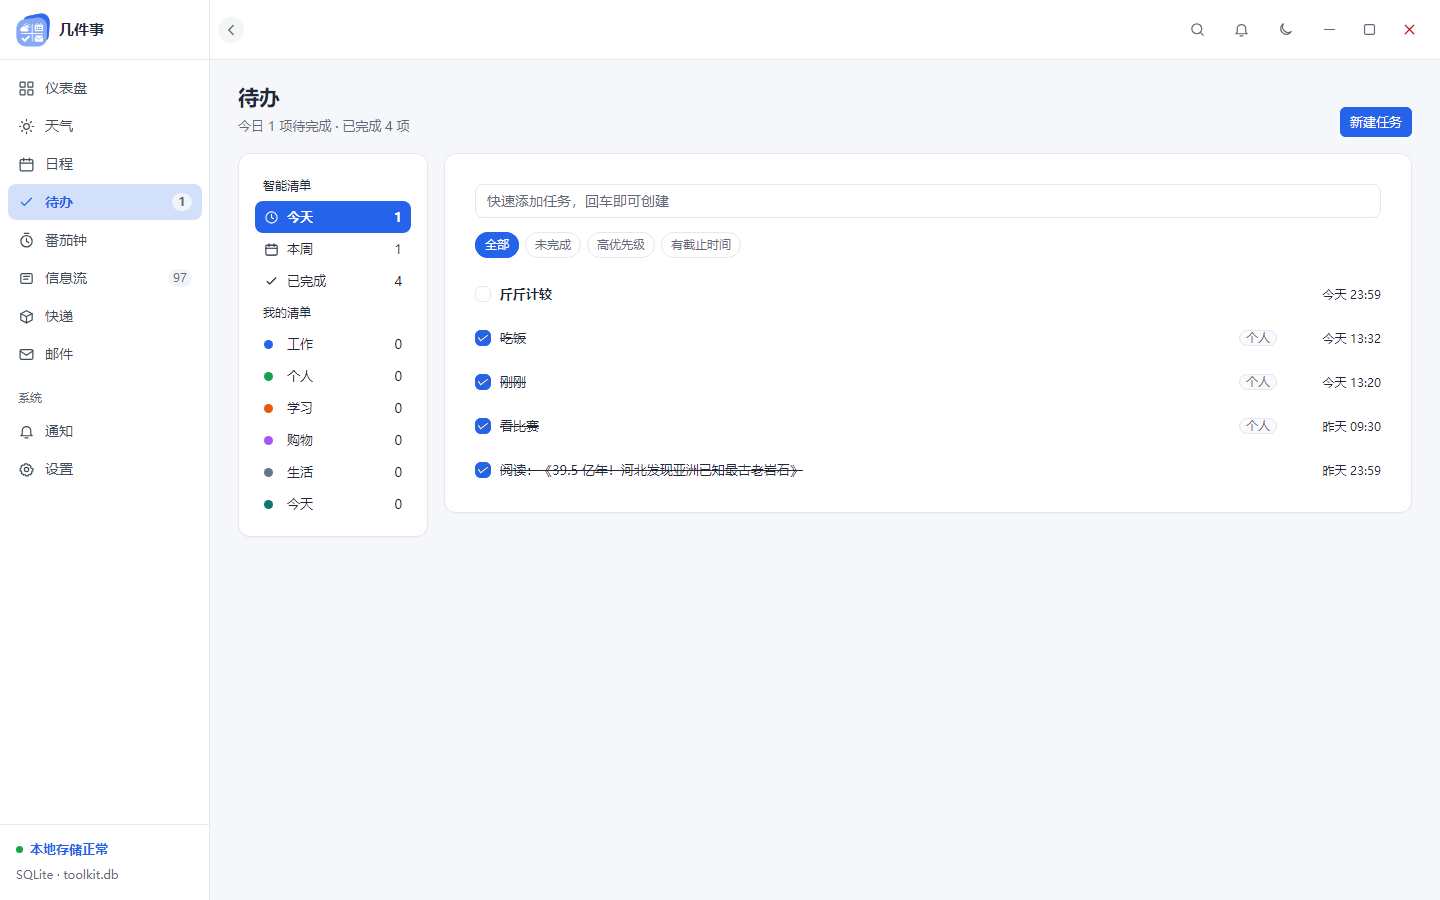 几件事
仪表盘
天气
日程
待办 1
番茄钟
信息流 97
快递
邮件
系统
通知
设置
本地存储正常
SQLite · toolkit.db
待办
今日 1 项待完成 · 已完成 4 项
新建任务
智能清单
今天 1
本周 1
已完成 4
我的清单
工作 0
个人 0
学习 0
购物 0
生活 0
今天 0
快速添加任务，回车即可创建
全部 未完成 高优先级 有截止时间
斤斤计较 今天 23:59
吃饭 个人 今天 13:32
刚刚 个人 今天 13:20
看比赛 个人 昨天 09:30
阅读：《39.5 亿年！河北发现亚洲已知最古老岩石》 昨天 23:59